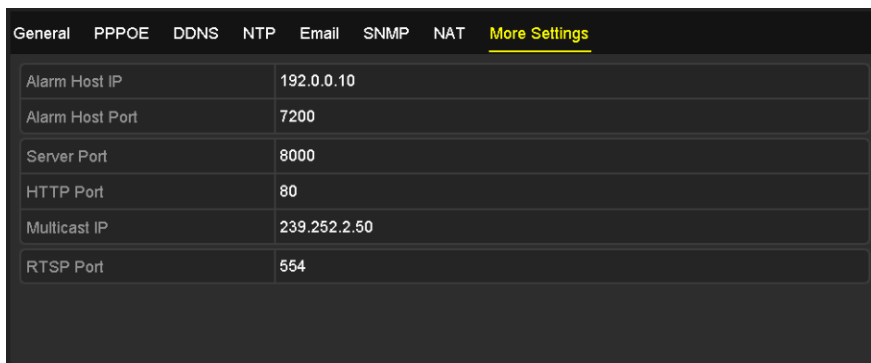 General PPPOE DDNS NTP Email SNMP NAT More Settings
Alarm Host IP 192.0.0.10
Alarm Host Port 7200
Server Port 8000
HTTP Port 80
Multicast IP 239.252.2.50
RTSP Port 554